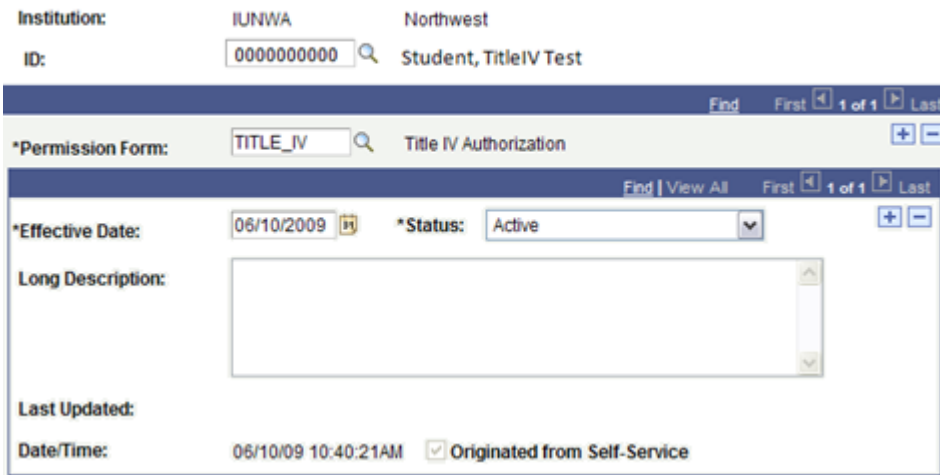 Institution: IUNWA Northwest
ID: 0000000000 Student, TitleIV Test
Find First 1 of 1 Last
*Permission Form: TITLE_IV Title IV Authorization
Find | View All First 1 of 1 Last
*Effective Date: 06/10/2009 *Status: Active
Long Description:
Last Updated:
Date/Time: 06/10/09 10:40:21AM Originated from Self-Service